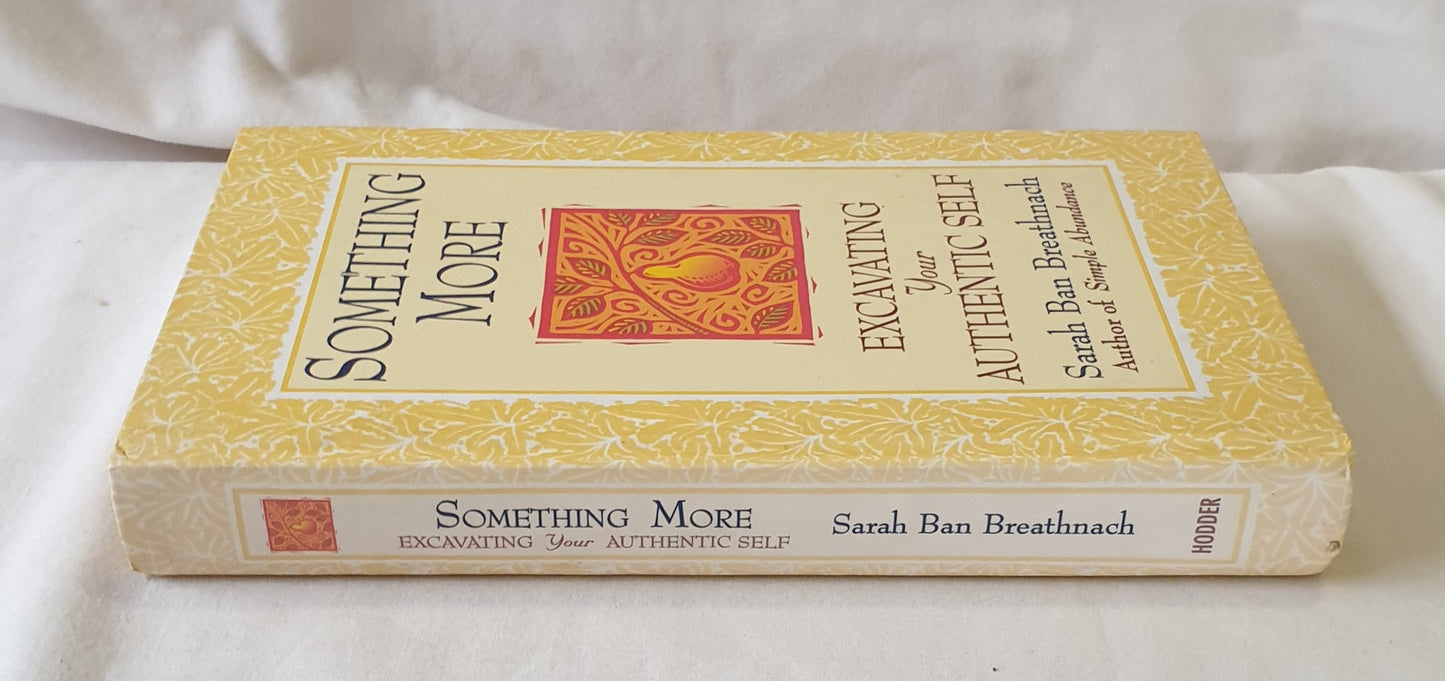 SOMETHING
MORE
EXCAVATING
Your
AUTHENTIC SELF
Sarah Ban Breathnach
Author of Simple Abundance
SOMETHING MORE
EXCAVATING Your AUTHENTIC SELF
Sarah Ban Breathnach
HODDER